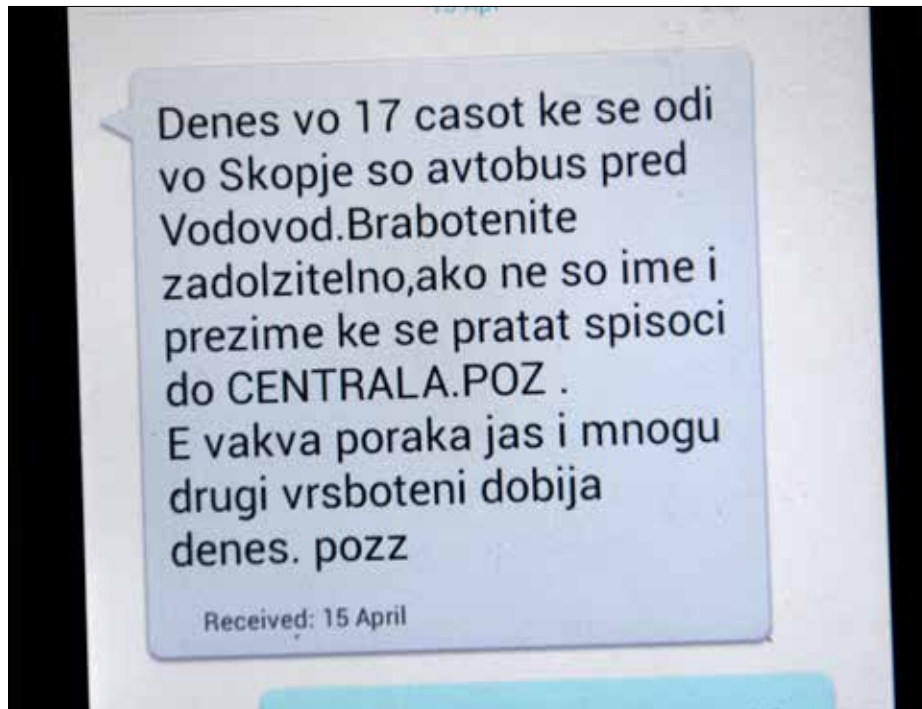 Denes vo 17 casot ke se odi
vo Skopje so avtobus pred
Vodovod.Brabotenite
zadolzitelno,ako ne so ime i
prezime ke se pratat spisoci
do CENTRALA.POZ .
E vakva poraka jas i mnogu
drugi vrsboteni dobija
denes. pozz
Received: 15 April